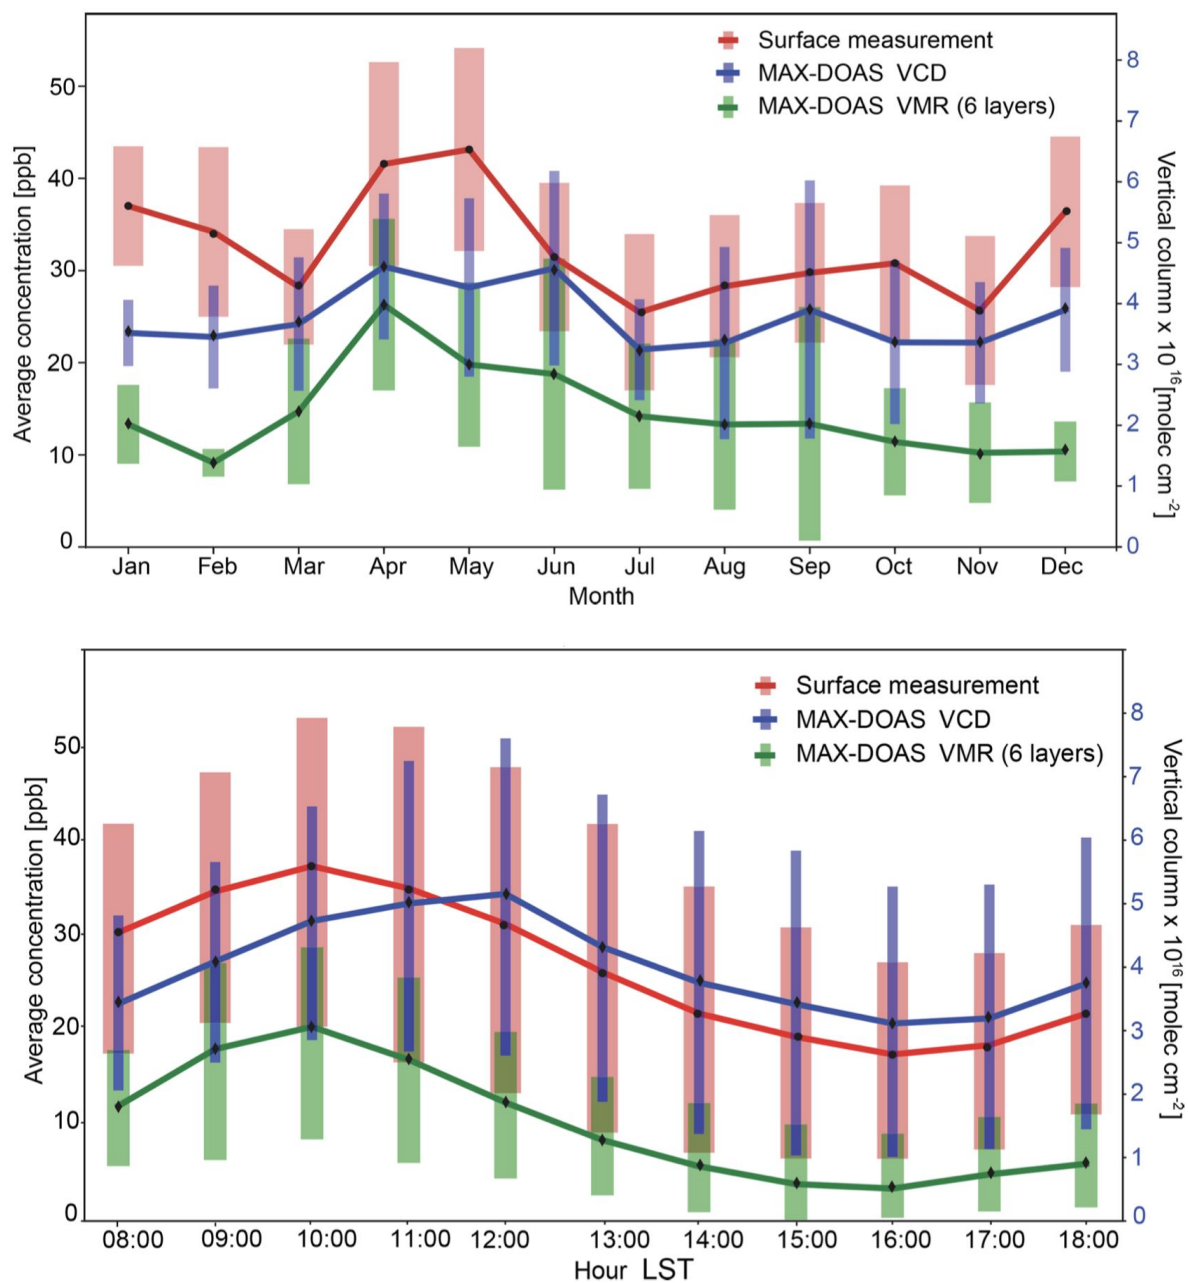 Surface measurement
MAX-DOAS VCD
MAX-DOAS VMR (6 layers)
Average concentration [ppb]
50
40
30
20
10
0
8
7
6
5
4
3
2
1
0
Vertical column x 10 16 [molec cm-2]
Jan Feb Mar Apr May Jun Jul Aug Sep Oct Nov Dec
Month
Surface measurement
MAX-DOAS VCD
MAX-DOAS VMR (6 layers)
Average concentration [ppb]
50
40
30
20
10
0
8
7
6
5
4
3
2
1
0
Vertical column x 1016 [molec cm-2]
08:00 09:00 10:00 11:00 12:00 13:00 14:00 15:00 16:00 17:00 18:00
Hour LST